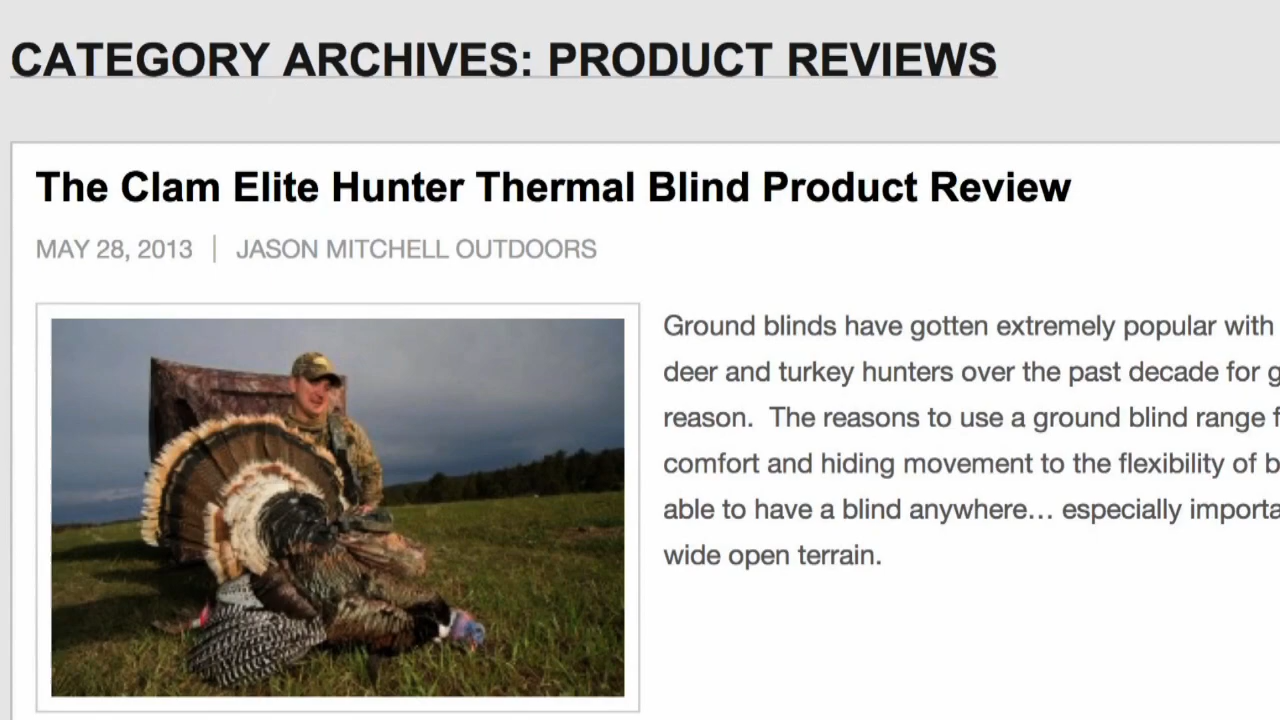 CATEGORY ARCHIVES: PRODUCT REVIEWS
The Clam Elite Hunter Thermal Blind Product Review
MAY 28, 2013 | JASON MITCHELL OUTDOORS
Ground blinds have gotten extremely popular with
deer and turkey hunters over the past decade for
reason. The reasons to use a ground blind range
comfort and hiding movement to the flexibility of
able to have a blind anywhere… especially
wide open terrain.